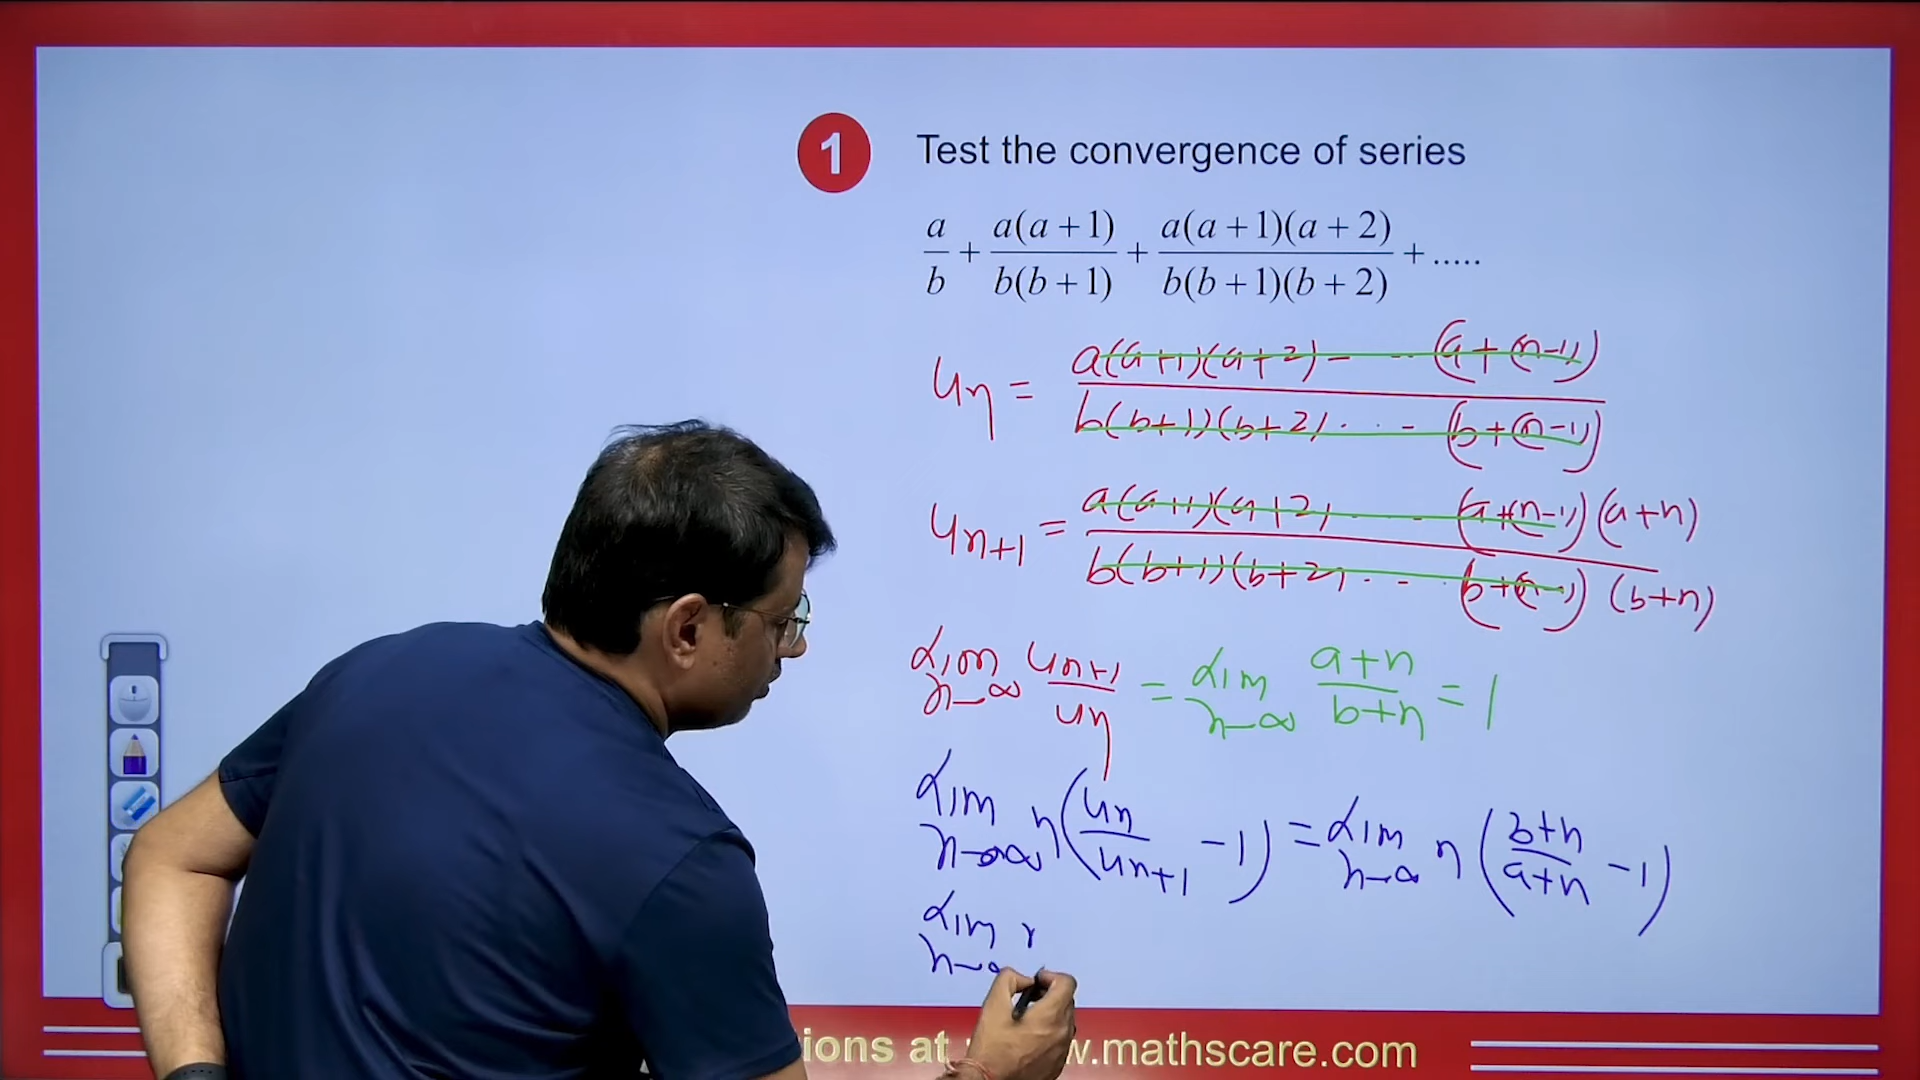 1 Test the convergence of series
a/b + a(a+1)/b(b+1) + a(a+1)(a+2)/b(b+1)(b+2) + .....
un = a(a+1)(a+2)- -- (a+(n-1))/b(b+1)(b+2)...- (b+(n-1))
un+1 = a(a+1)(a+2)...-- (a+(n-1))(a+n)/b(b+1)(b+2)...-- (b+(n-1))(b+n)
Lim n→∞ un+1/un = Lim n→∞ a+n/b+n = 1
Lim n→∞ n(un/un+1 - 1) = Lim n→∞ n(b+n/a+n - 1)
Lim n→∞
ions at
w.mathscare.com